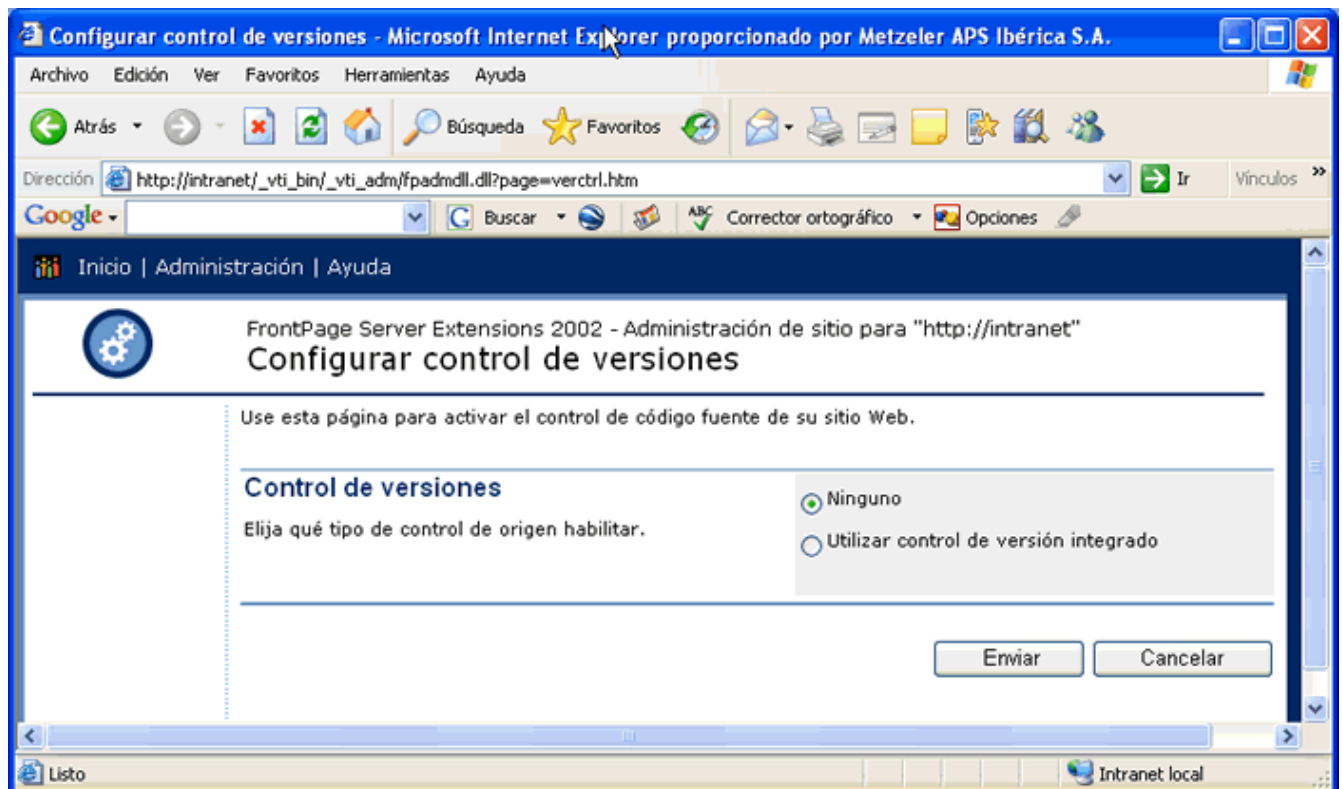 Configurar control de versiones - Microsoft Internet Explorer proporcionado por Metzeler APS Ibérica S.A.
Archivo Edición Ver Favoritos Herramientas Ayuda
Atrás Búsqueda Favoritos
Dirección http://intranet/_vti_bin/_vti_adm/fpadmdll.dll?page=verctrl.htm Ir Vínculos »
Google G Buscar ABC Corrector ortográfico Opciones
Inicio | Administración | Ayuda
FrontPage Server Extensions 2002 - Administración de sitio para "http://intranet"
Configurar control de versiones
Use esta página para activar el control de código fuente de su sitio Web.
Control de versiones
Ninguno
Elija qué tipo de control de origen habilitar.
Utilizar control de versión integrado
Enviar Cancelar
Listo Intranet local